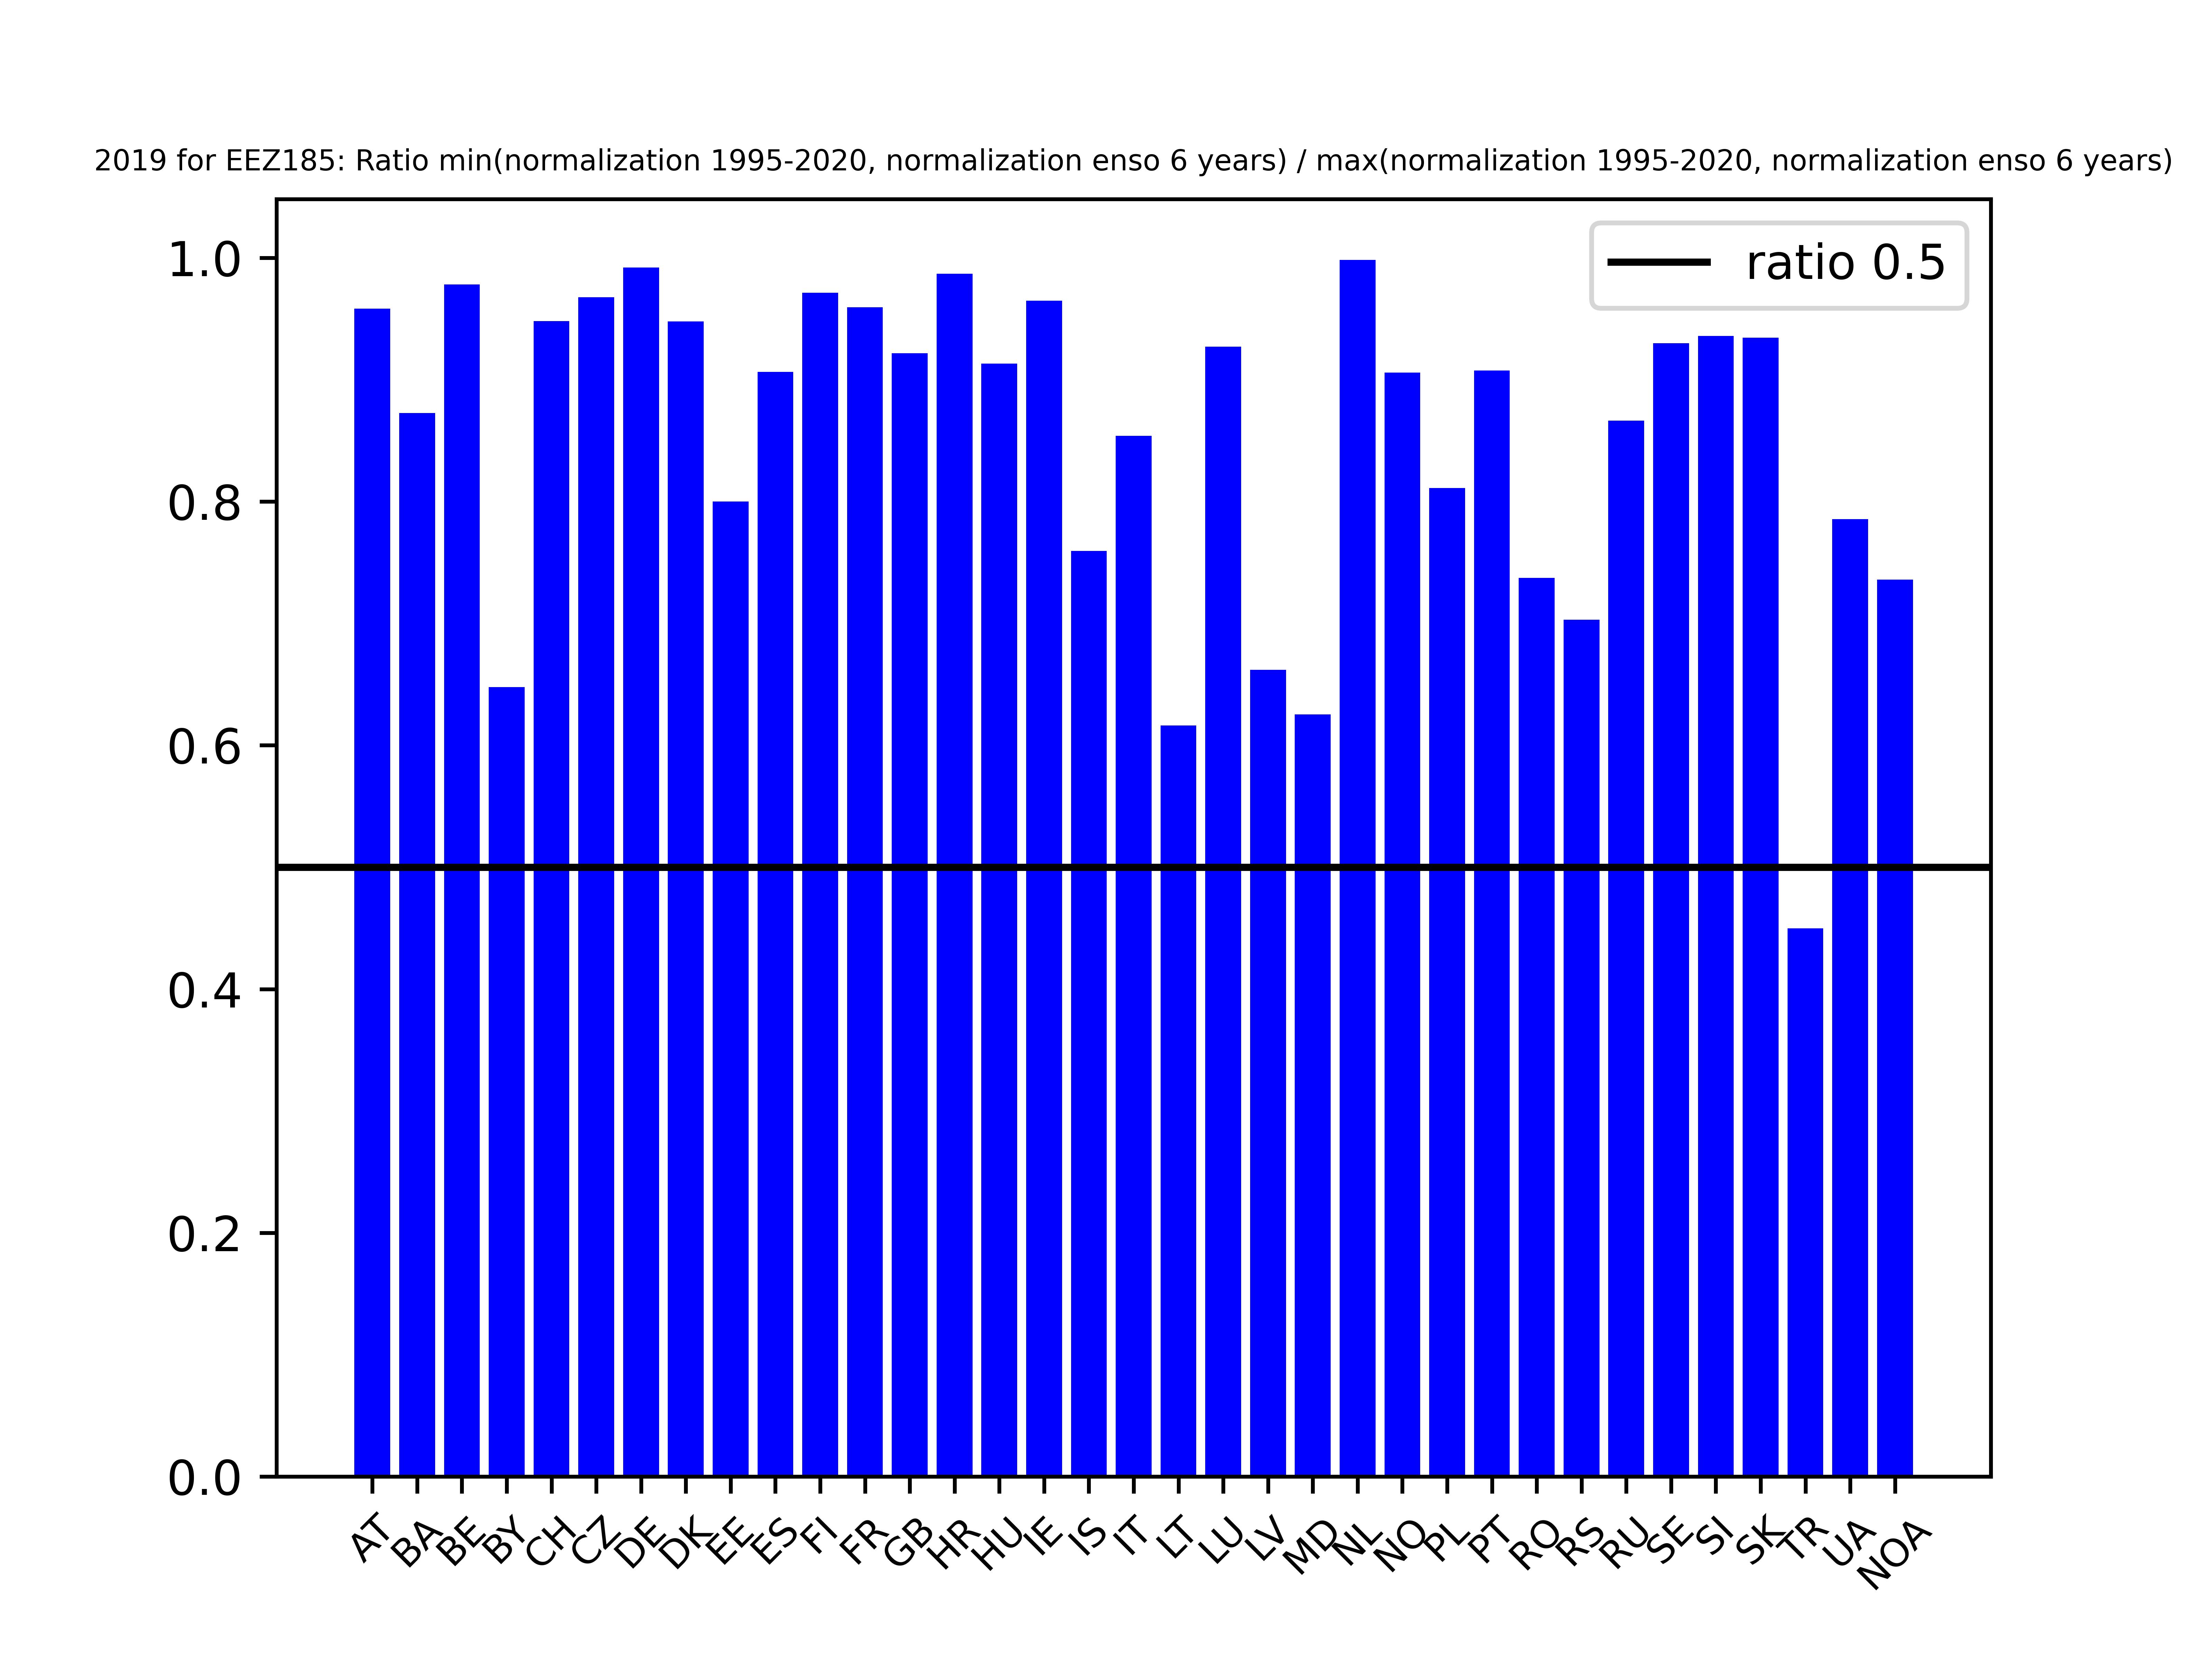 2019 for EEZ185: Ratio min(normalization 1995-2020, normalization enso 6 years) / max(normalization 1995-2020, normalization enso 6 years)
ratio 0.5
1.0
0.8
0.6
0.4
0.2
0.0
AT BA BE BY CH CZ DE DK EE ES FI FR GB HR HU IE IS IT LT LU LV MD NL NO PL PT RO RS RU SE SI SK TR UA NOA